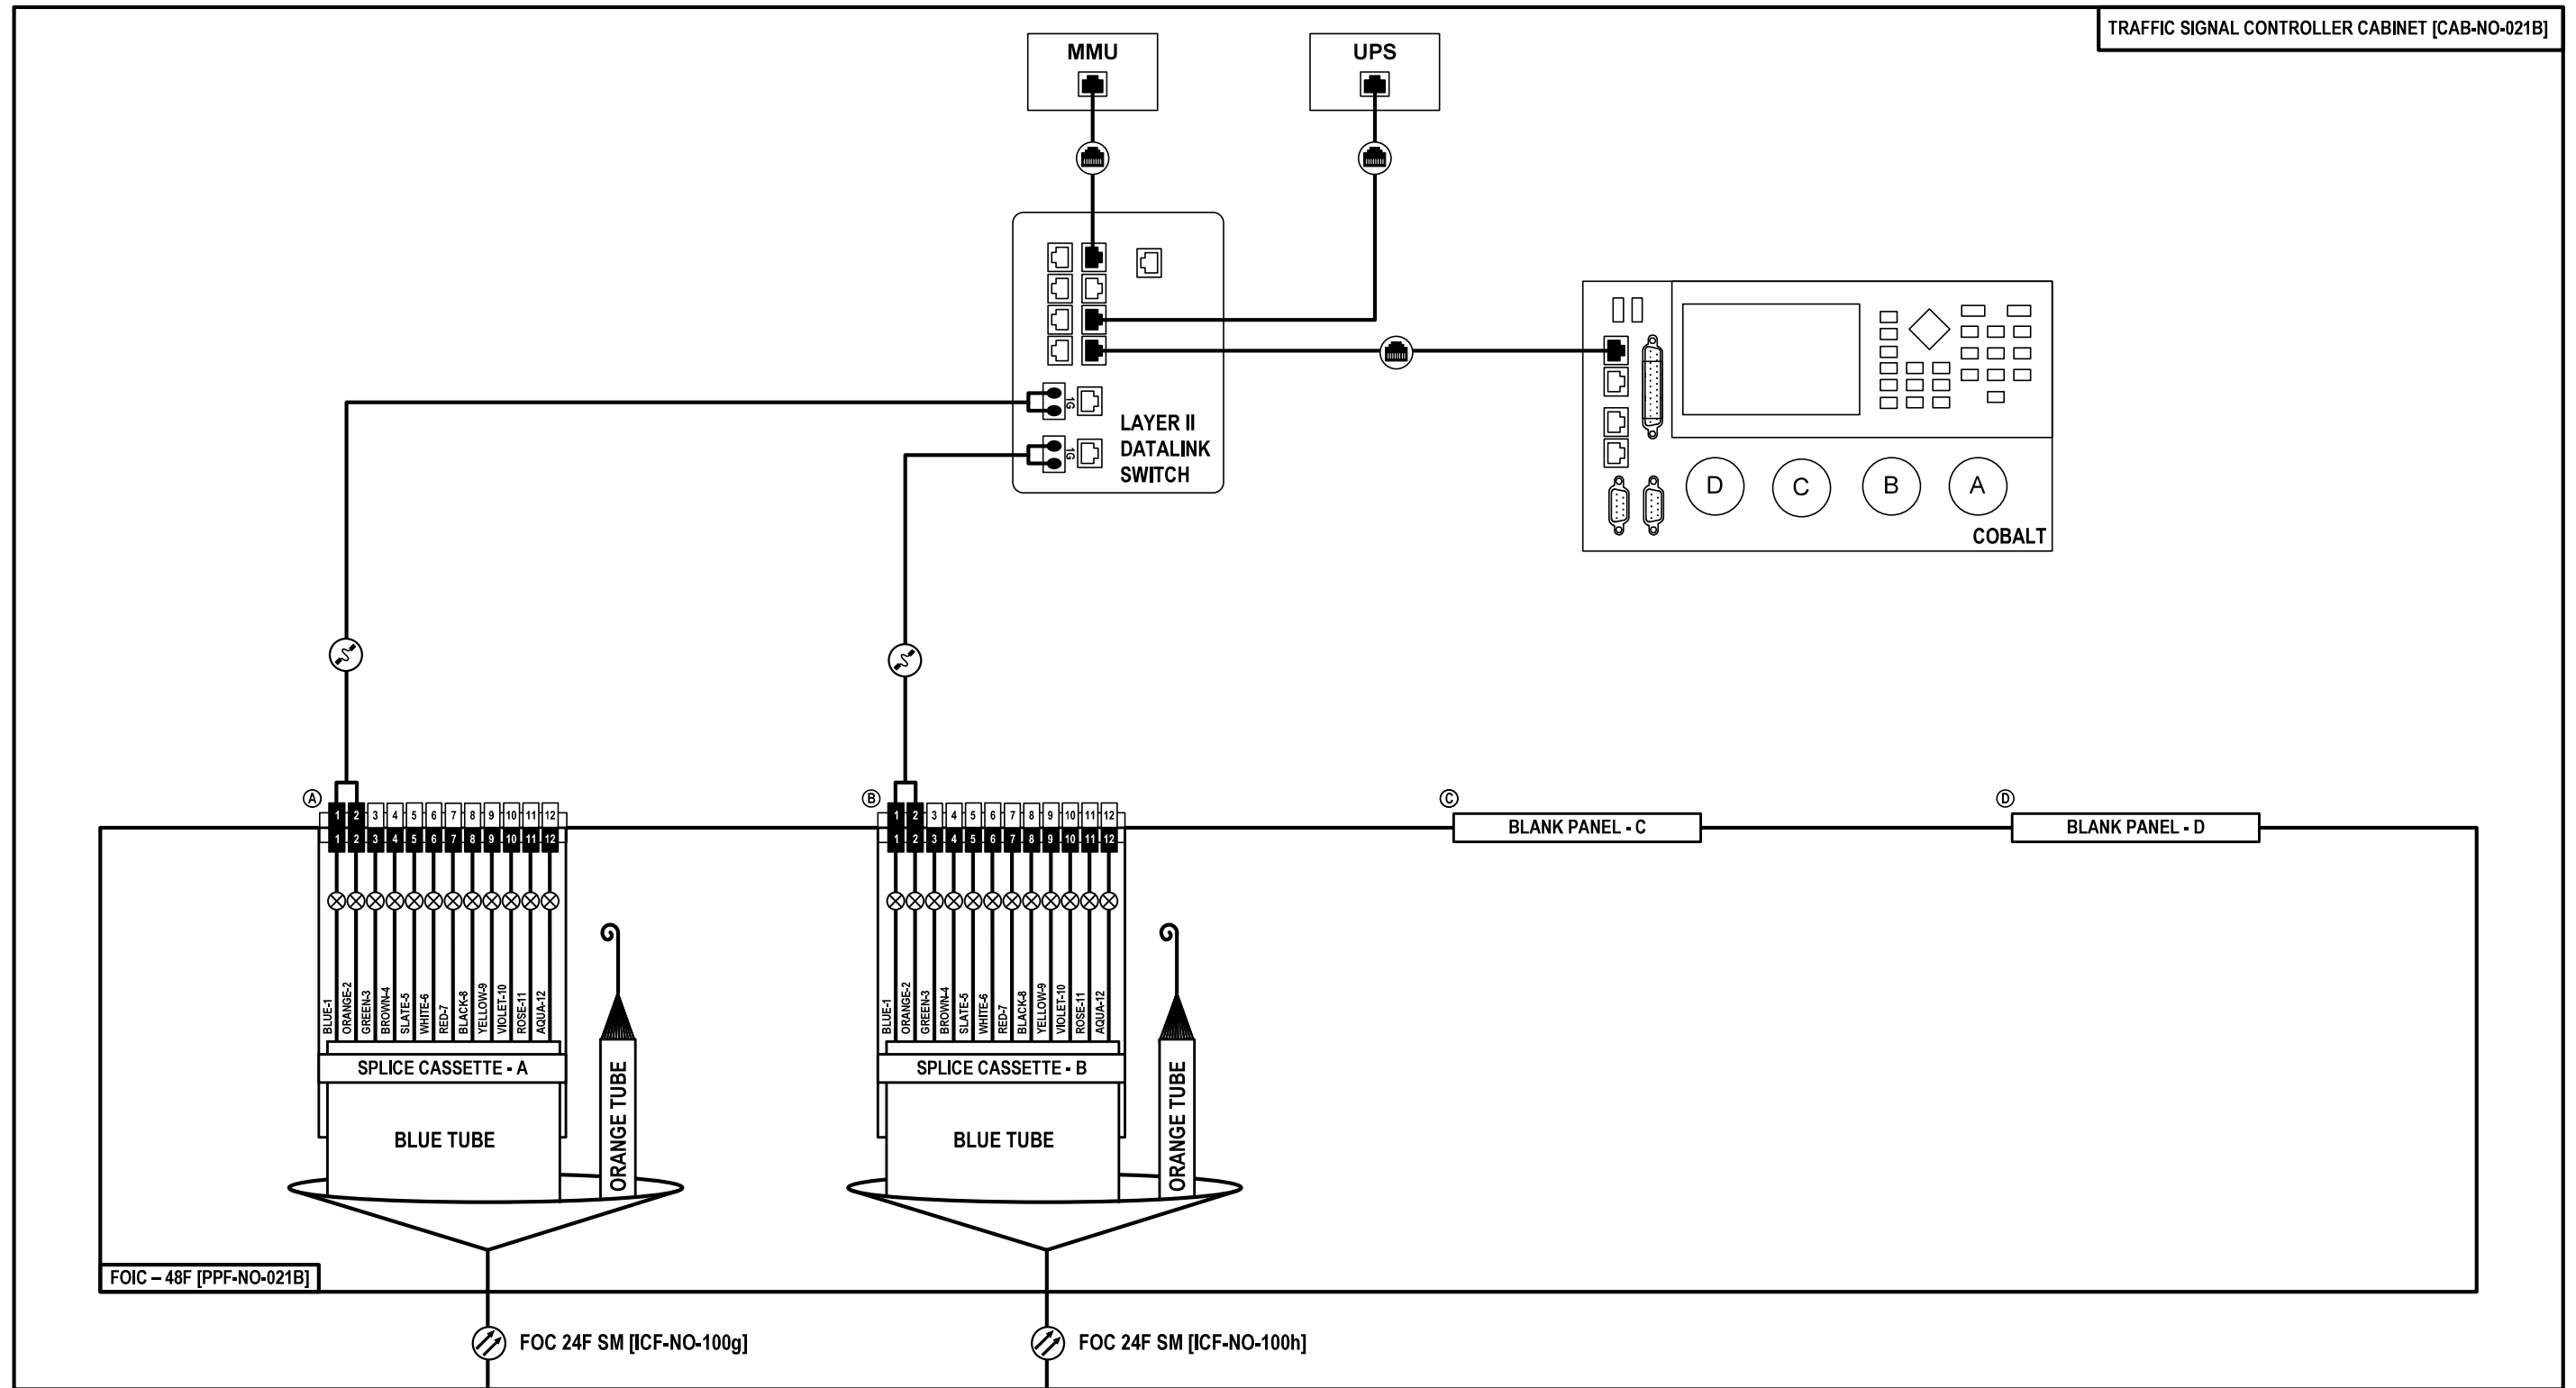 TRAFFIC SIGNAL CONTROLLER CABINET [CAB-NO-021B]
MMU
UPS
1G
1G
LAYER II
DATALINK
SWITCH
D
C
B
A
COBALT
A
1 2 3 4 5 6 7 8 9 10 11 12
1 2 3 4 5 6 7 8 9 10 11 12
BLUE-1
ORANGE-2
GREEN-3
BROWN-4
SLATE-5
WHITE-6
RED-7
BLACK-8
YELLOW-9
VIOLET-10
ROSE-11
AQUA-12
SPLICE CASSETTE - A
BLUE TUBE
ORANGE TUBE
B
1 2 3 4 5 6 7 8 9 10 11 12
1 2 3 4 5 6 7 8 9 10 11 12
BLUE-1
ORANGE-2
GREEN-3
BROWN-4
SLATE-5
WHITE-6
RED-7
BLACK-8
YELLOW-9
VIOLET-10
ROSE-11
AQUA-12
SPLICE CASSETTE - B
BLUE TUBE
ORANGE TUBE
C
BLANK PANEL - C
D
BLANK PANEL - D
FOIC – 48F [PPF-NO-021B]
FOC 24F SM [ICF-NO-100g]
FOC 24F SM [ICF-NO-100h]